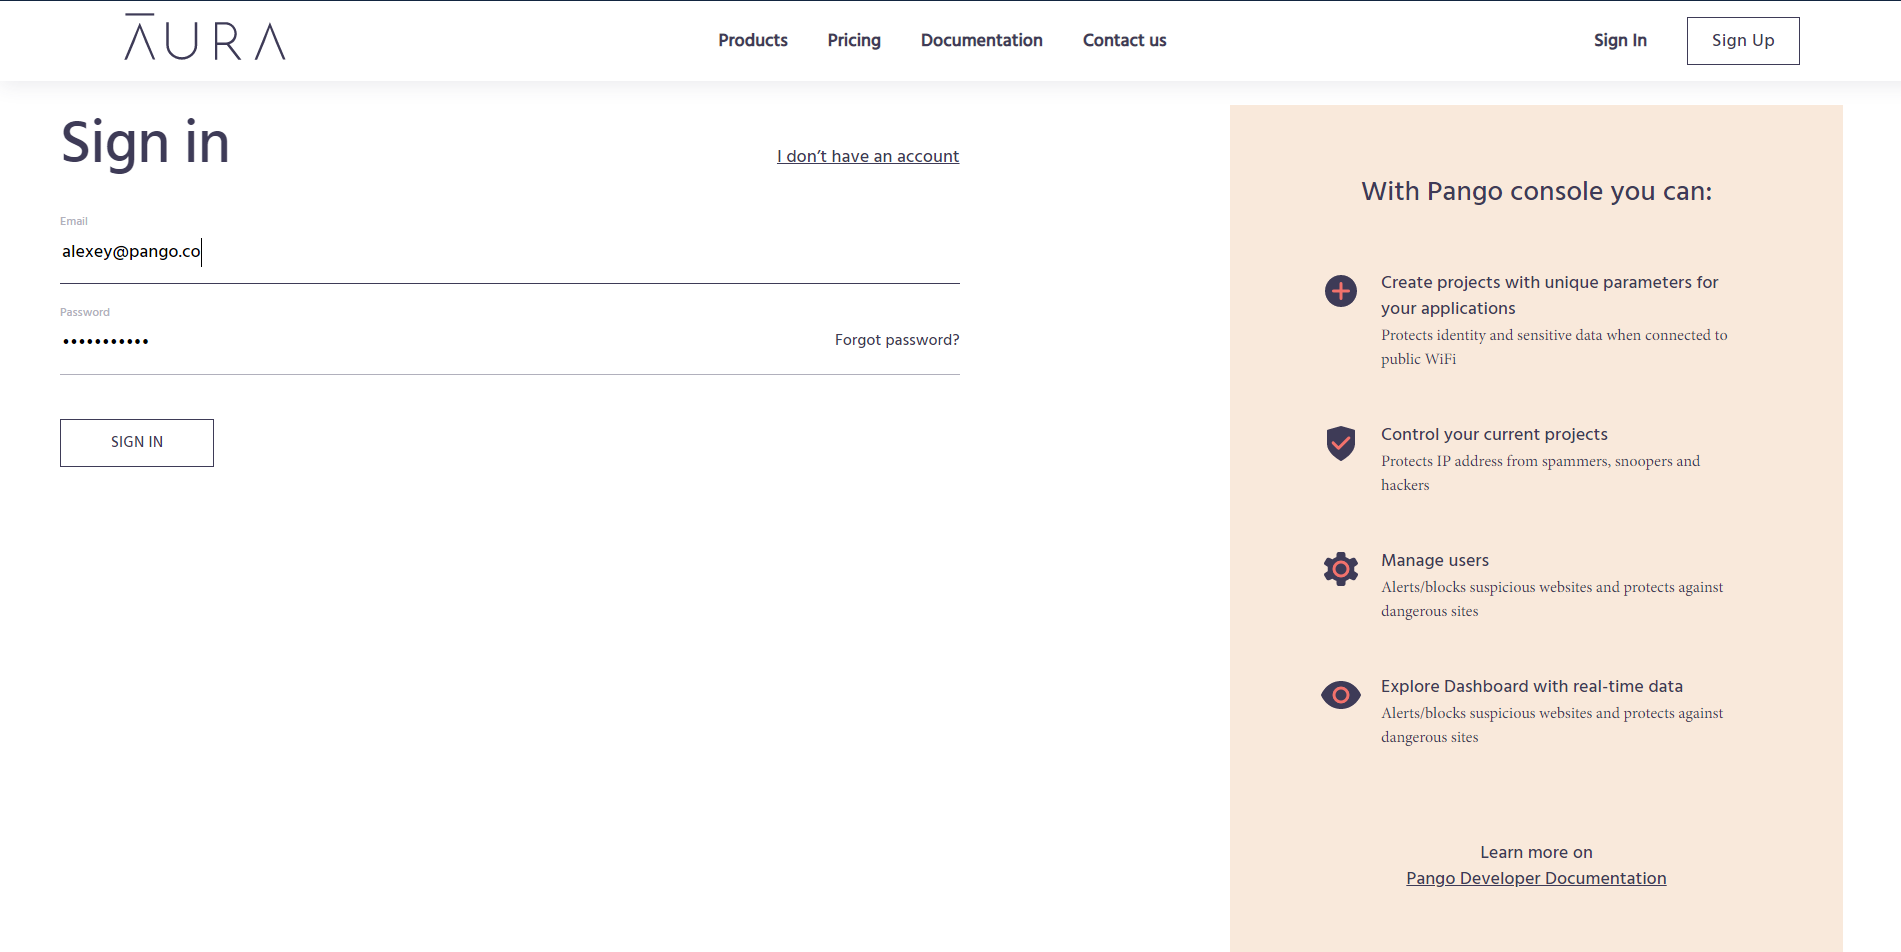 ĀURA
Products
Pricing
Documentation
Contact us
Sign In
Sign Up
Sign in
I don’t have an account
Email
alexey@pango.co
Password
•••••••••••
Forgot password?
SIGN IN
With Pango console you can:
Create projects with unique parameters for
your applications
Protects identity and sensitive data when connected to
public WiFi
Control your current projects
Protects IP address from spammers, snoopers and
hackers
Manage users
Alerts/blocks suspicious websites and protects against
dangerous sites
Explore Dashboard with real-time data
Alerts/blocks suspicious websites and protects against
dangerous sites
Learn more on
Pango Developer Documentation